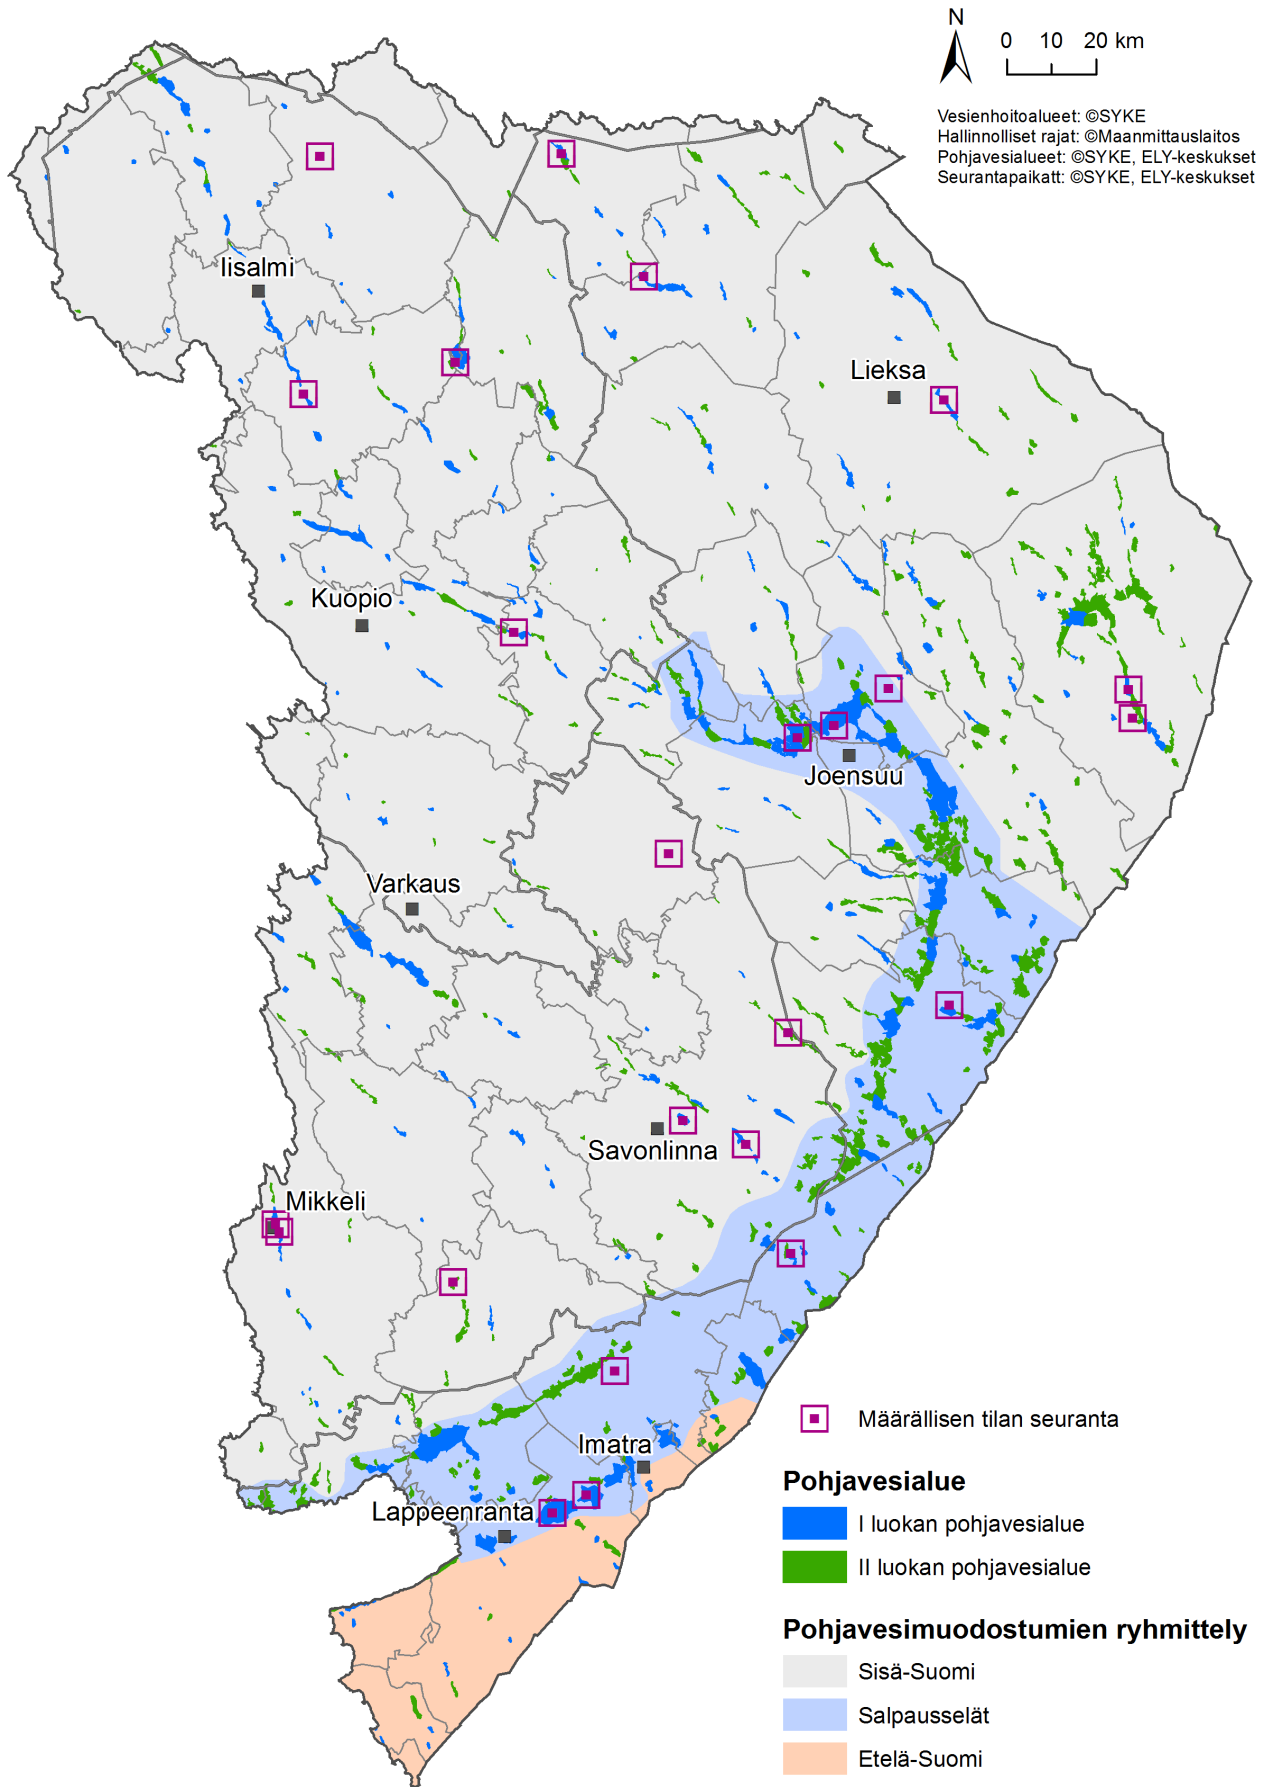 N
0 10 20 km
Vesienhoitoalueet: ©SYKE
Hallinnolliset rajat: ©Maanmittauslaitos
Pohjavesialueet: ©SYKE, ELY-keskukset
Seurantapaikatt: ©SYKE, ELY-keskukset
Iisalmi
Lieksa
Kuopio
Joensuu
Varkaus
Savonlinna
Mikkeli
Imatra
Lappeenranta
Määrällisen tilan seuranta
Pohjavesialue
I luokan pohjavesialue
II luokan pohjavesialue
Pohjavesimuodostumien ryhmittely
Sisä-Suomi
Salpausselät
Etelä-Suomi